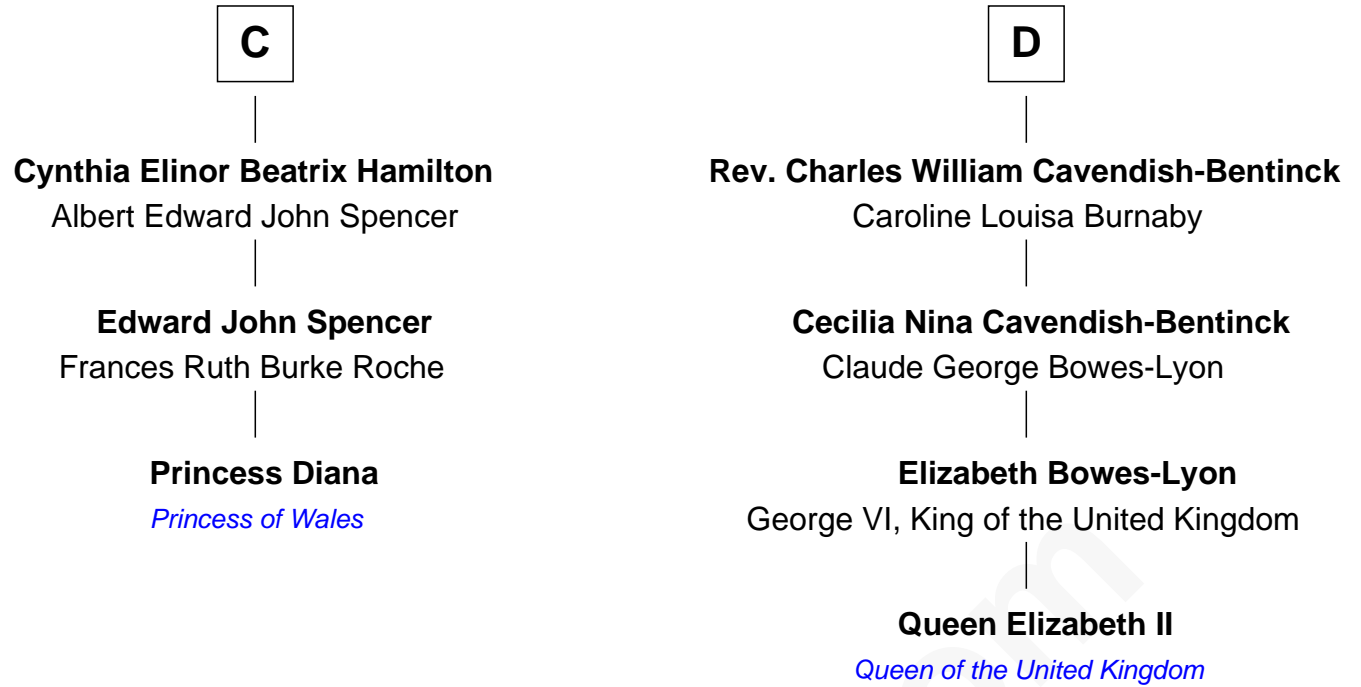 C
Cynthia Elinor Beatrix Hamilton
Albert Edward John Spencer
Edward John Spencer
Frances Ruth Burke Roche
Princess Diana
Princess of Wales
D
Rev. Charles William Cavendish-Bentinck
Caroline Louisa Burnaby
Cecilia Nina Cavendish-Bentinck
Claude George Bowes-Lyon
Elizabeth Bowes-Lyon
George VI, King of the United Kingdom
Queen Elizabeth II
Queen of the United Kingdom